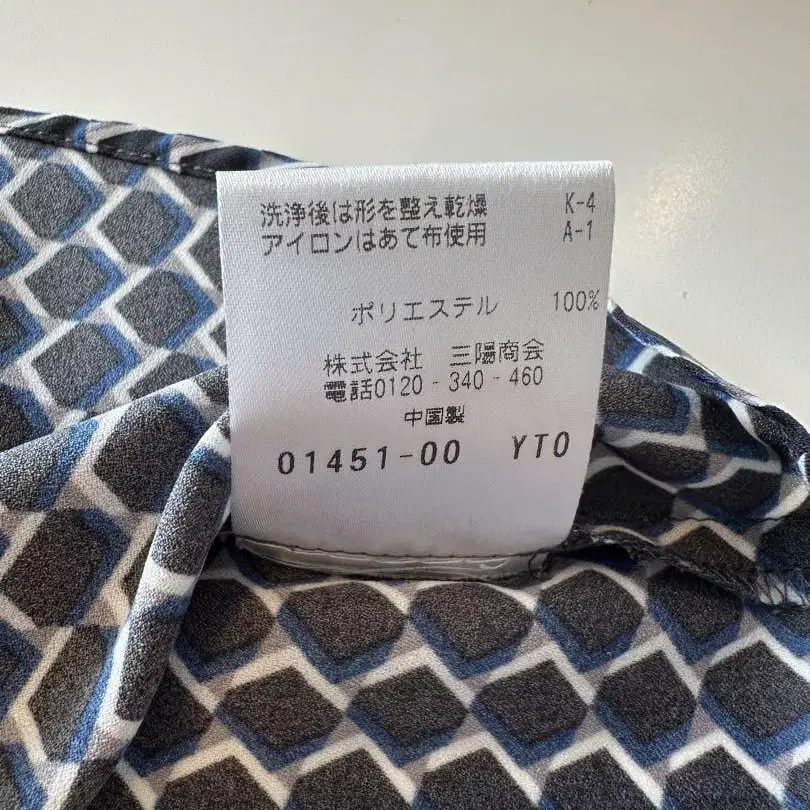 洗浄後は形を整え乾燥 K-4
アイロンはあて布使用 A-1
ポリエステル 100%
株式会社 三陽商会
電話0120-340-460
中国製
01451-00 YTO